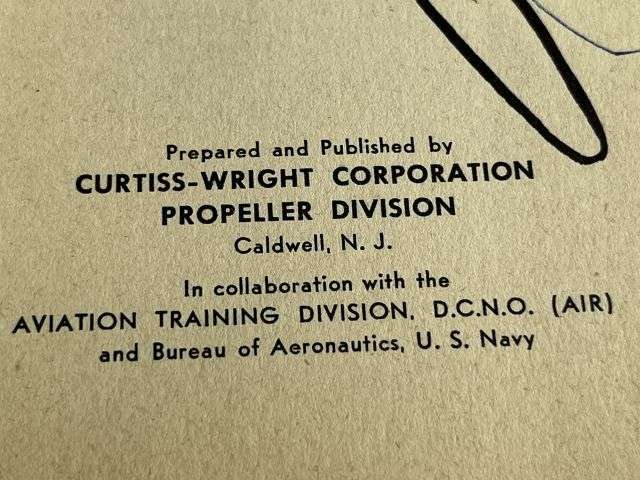 Prepared and Published by
CURTISS-WRIGHT CORPORATION
PROPELLER DIVISION
Caldwell, N. J.
In collaboration with the
AVIATION TRAINING DIVISION, D.C.N.O. (AIR)
and Bureau of Aeronautics, U. S. Navy